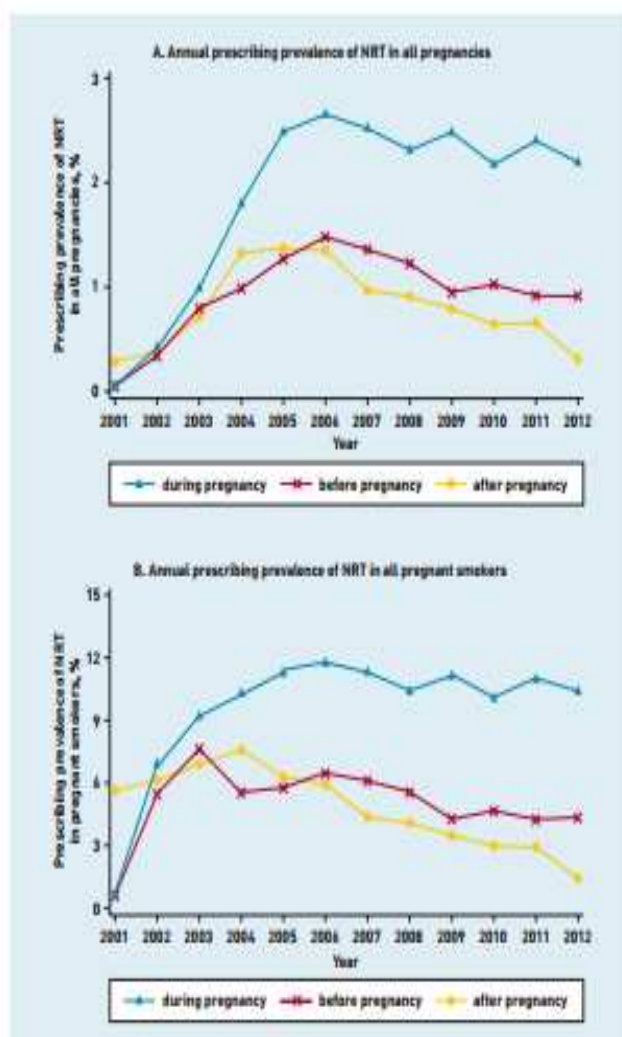 A. Annual prescribing prevalence of NRT in all pregnancies
Prescribing prevalence of NRT
in all pregnancies, %
3
2
1
0
2001 2002 2003 2004 2005 2006 2007 2008 2009 2010 2011 2012
Year
during pregnancy before pregnancy after pregnancy
B. Annual prescribing prevalence of NRT in all pregnant smokers
Prescribing prevalence of NRT
in pregnant smokers, %
15
12
9
6
3
0
2001 2002 2003 2004 2005 2006 2007 2008 2009 2010 2011 2012
Year
during pregnancy before pregnancy after pregnancy